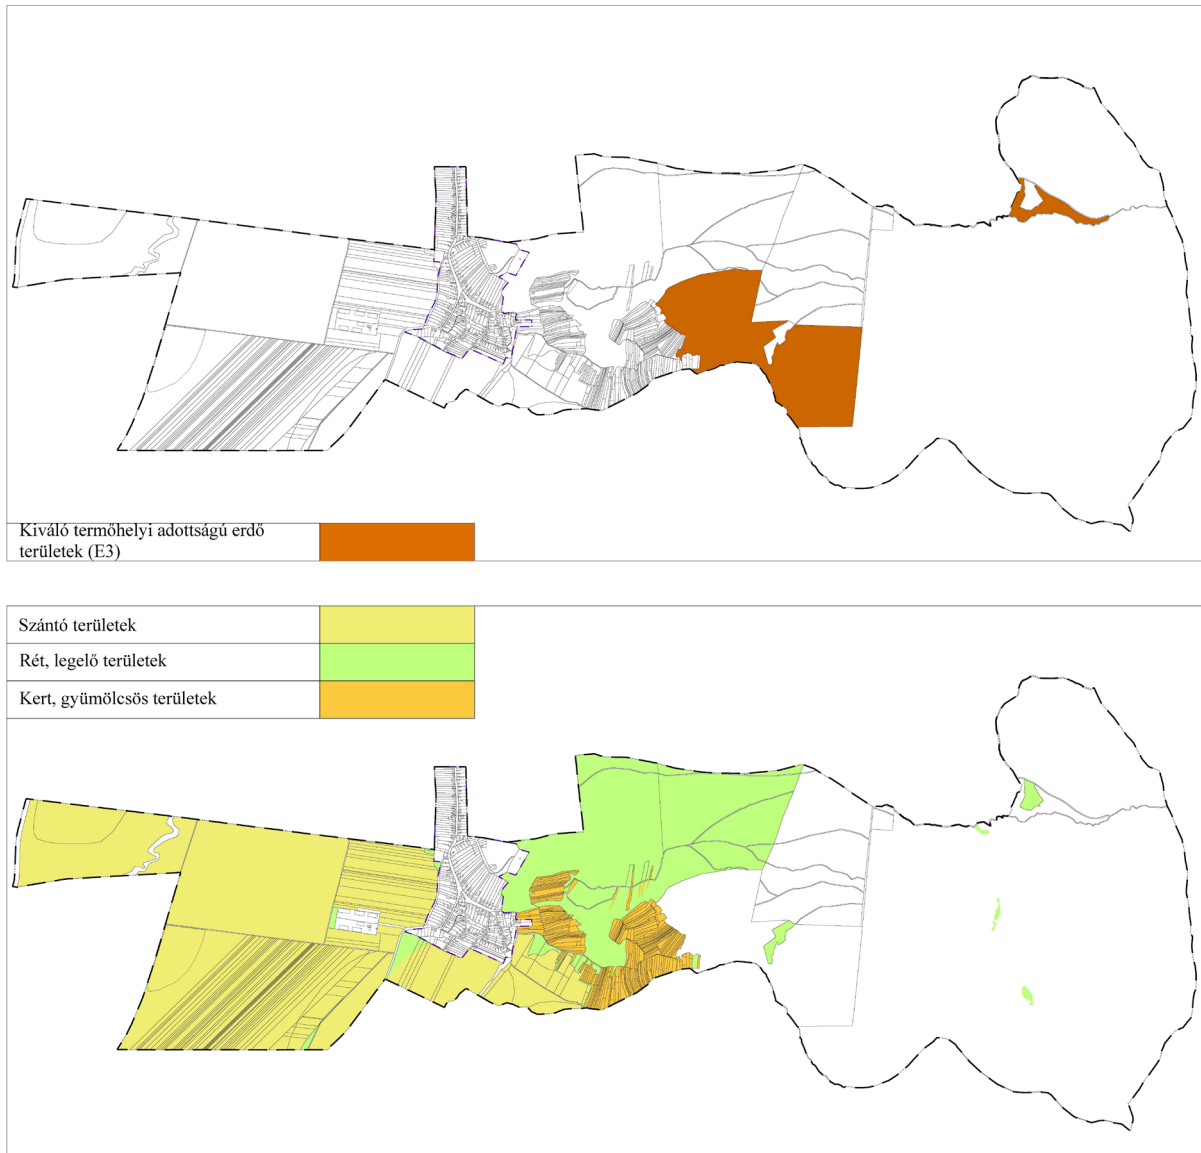 Kiváló termőhelyi adottságú erdő
területek (E3)
Szántó területek
Rét, legelő területek
Kert, gyümölcsös területek